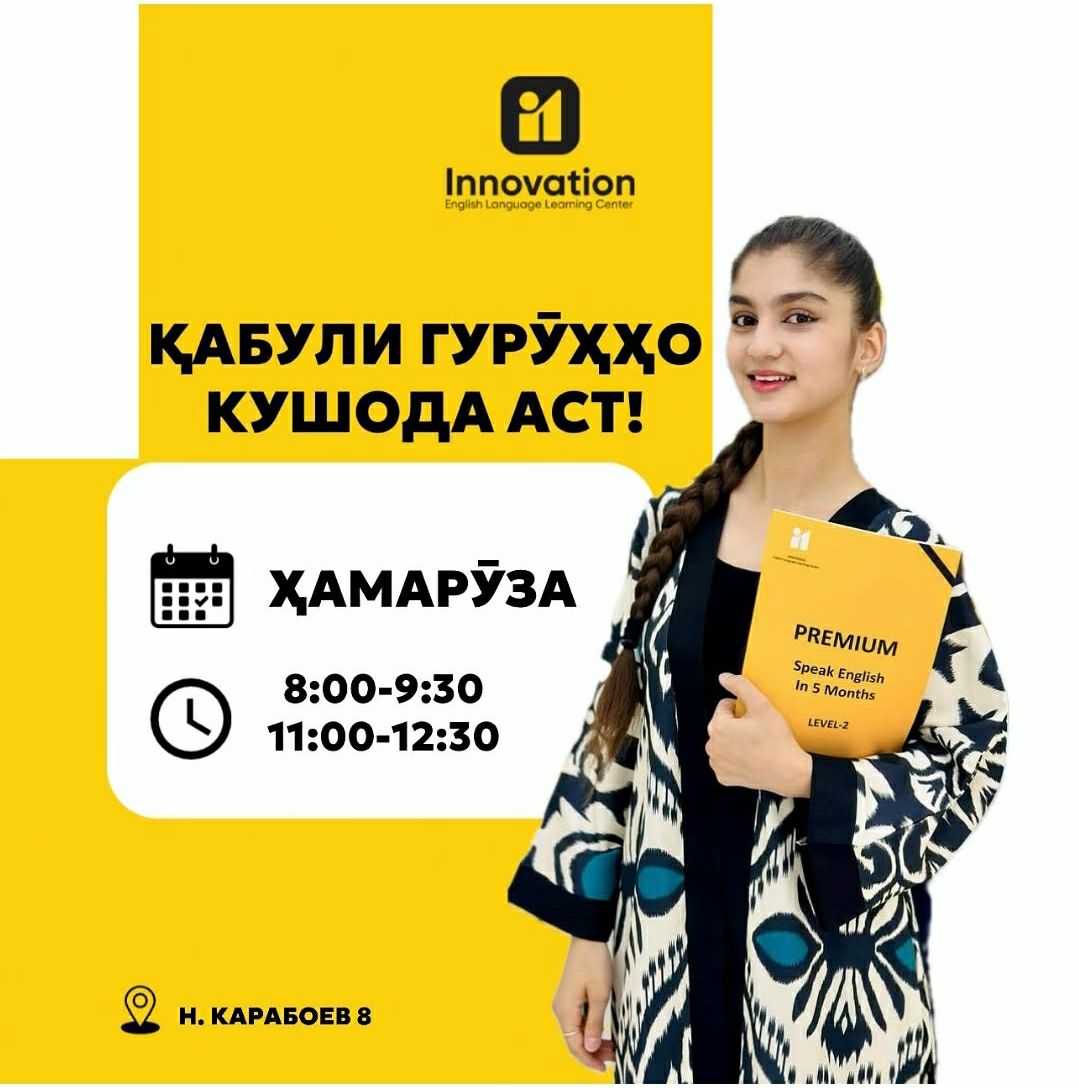 Innovation
English Language Learning Center
ҚАБУЛИ ГУРӮҲҲО
КУШОДА АСТ!
ҲАМАРӮЗА
8:00-9:30
11:00-12:30
PREMIUM
Speak English
In 5 Months
LEVEL-2
Н. КАРАБОЕВ 8